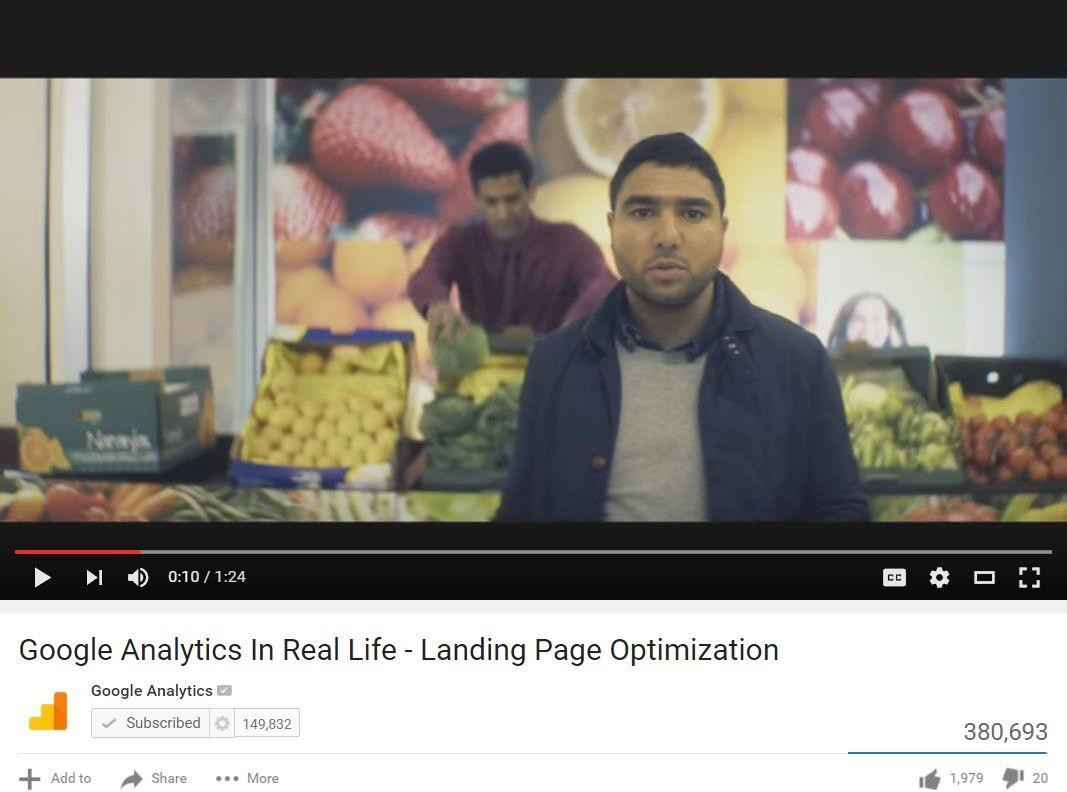 Naranjas
0:10 / 1:24
CC
Google Analytics In Real Life - Landing Page Optimization
Google Analytics
Subscribed 149,832
380,693
Add to Share More 1,979 20